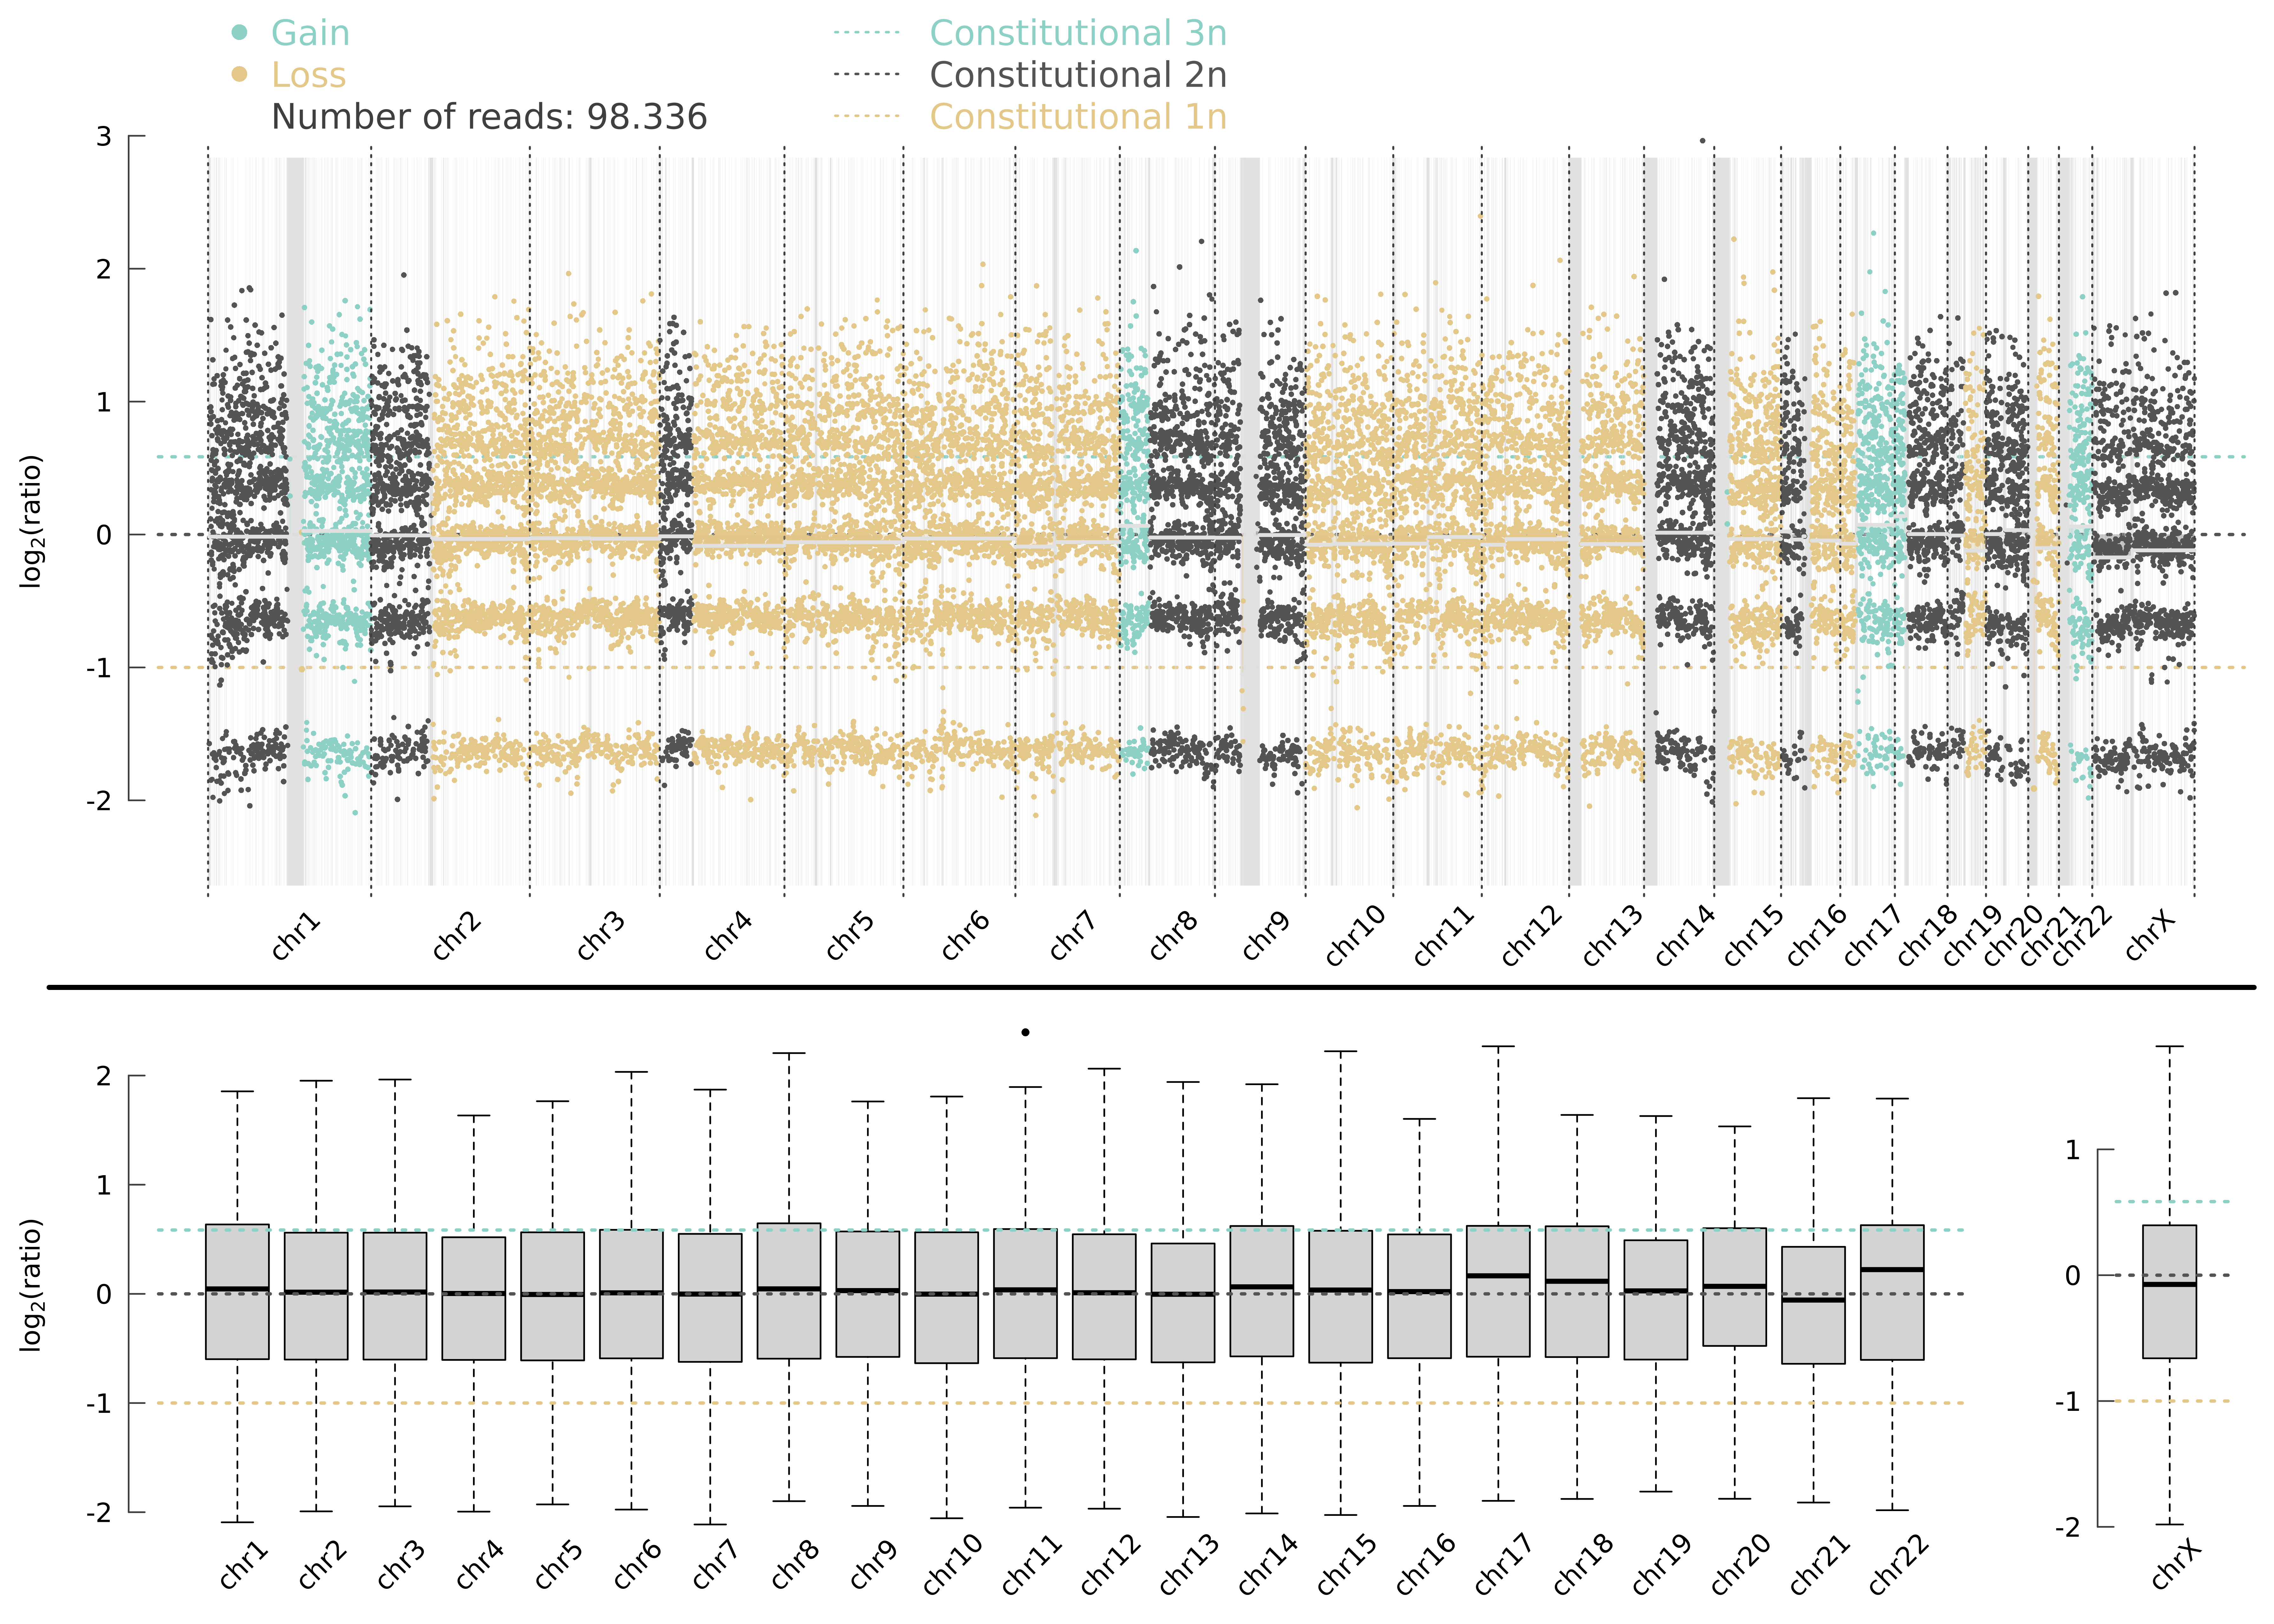 Gain
Loss
Number of reads: 98.336
Constitutional 3n
Constitutional 2n
Constitutional 1n
3
2
1
0
-1
-2
log2(ratio)
chr1 chr2 chr3 chr4 chr5 chr6 chr7 chr8 chr9 chr10 chr11 chr12 chr13 chr14 chr15 chr16 chr17 chr18 chr19 chr20 chr21 chr22 chrX
2
1
0
-1
-2
log2(ratio)
chr1 chr2 chr3 chr4 chr5 chr6 chr7 chr8 chr9 chr10 chr11 chr12 chr13 chr14 chr15 chr16 chr17 chr18 chr19 chr20 chr21 chr22
1
0
-1
-2
chrX